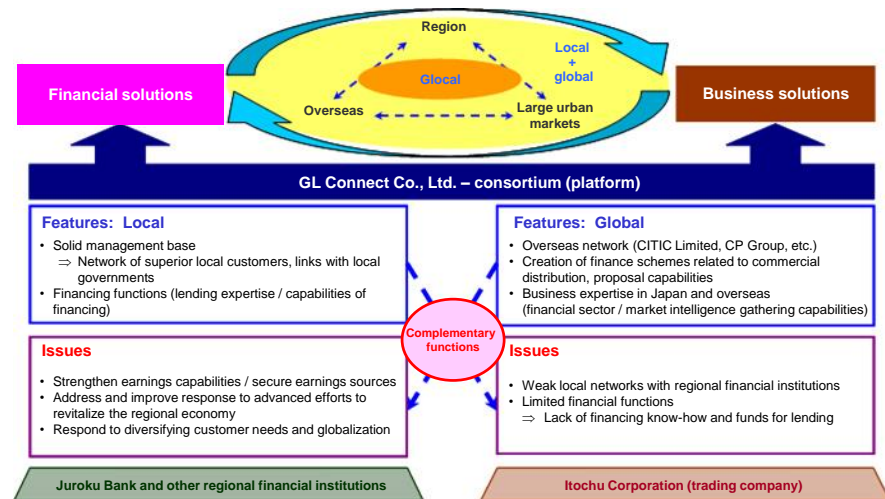 Region
Local
+
global
Glocal
Overseas
Large urban
markets
Financial solutions
Business solutions
GL Connect Co., Ltd. – consortium (platform)
Features: Local
• Solid management base
⇒ Network of superior local customers, links with local
governments
• Financing functions (lending expertise / capabilities of
financing)
Features: Global
• Overseas network (CITIC Limited, CP Group, etc.)
• Creation of finance schemes related to commercial
distribution, proposal capabilities
• Business expertise in Japan and overseas
(financial sector / market intelligence gathering capabilities)
Complementary
functions
Issues
• Strengthen earnings capabilities / secure earnings sources
• Address and improve response to advanced efforts to
revitalize the regional economy
• Respond to diversifying customer needs and globalization
Issues
• Weak local networks with regional financial institutions
• Limited financial functions
⇒ Lack of financing know-how and funds for lending
Juroku Bank and other regional financial institutions
Itochu Corporation (trading company)